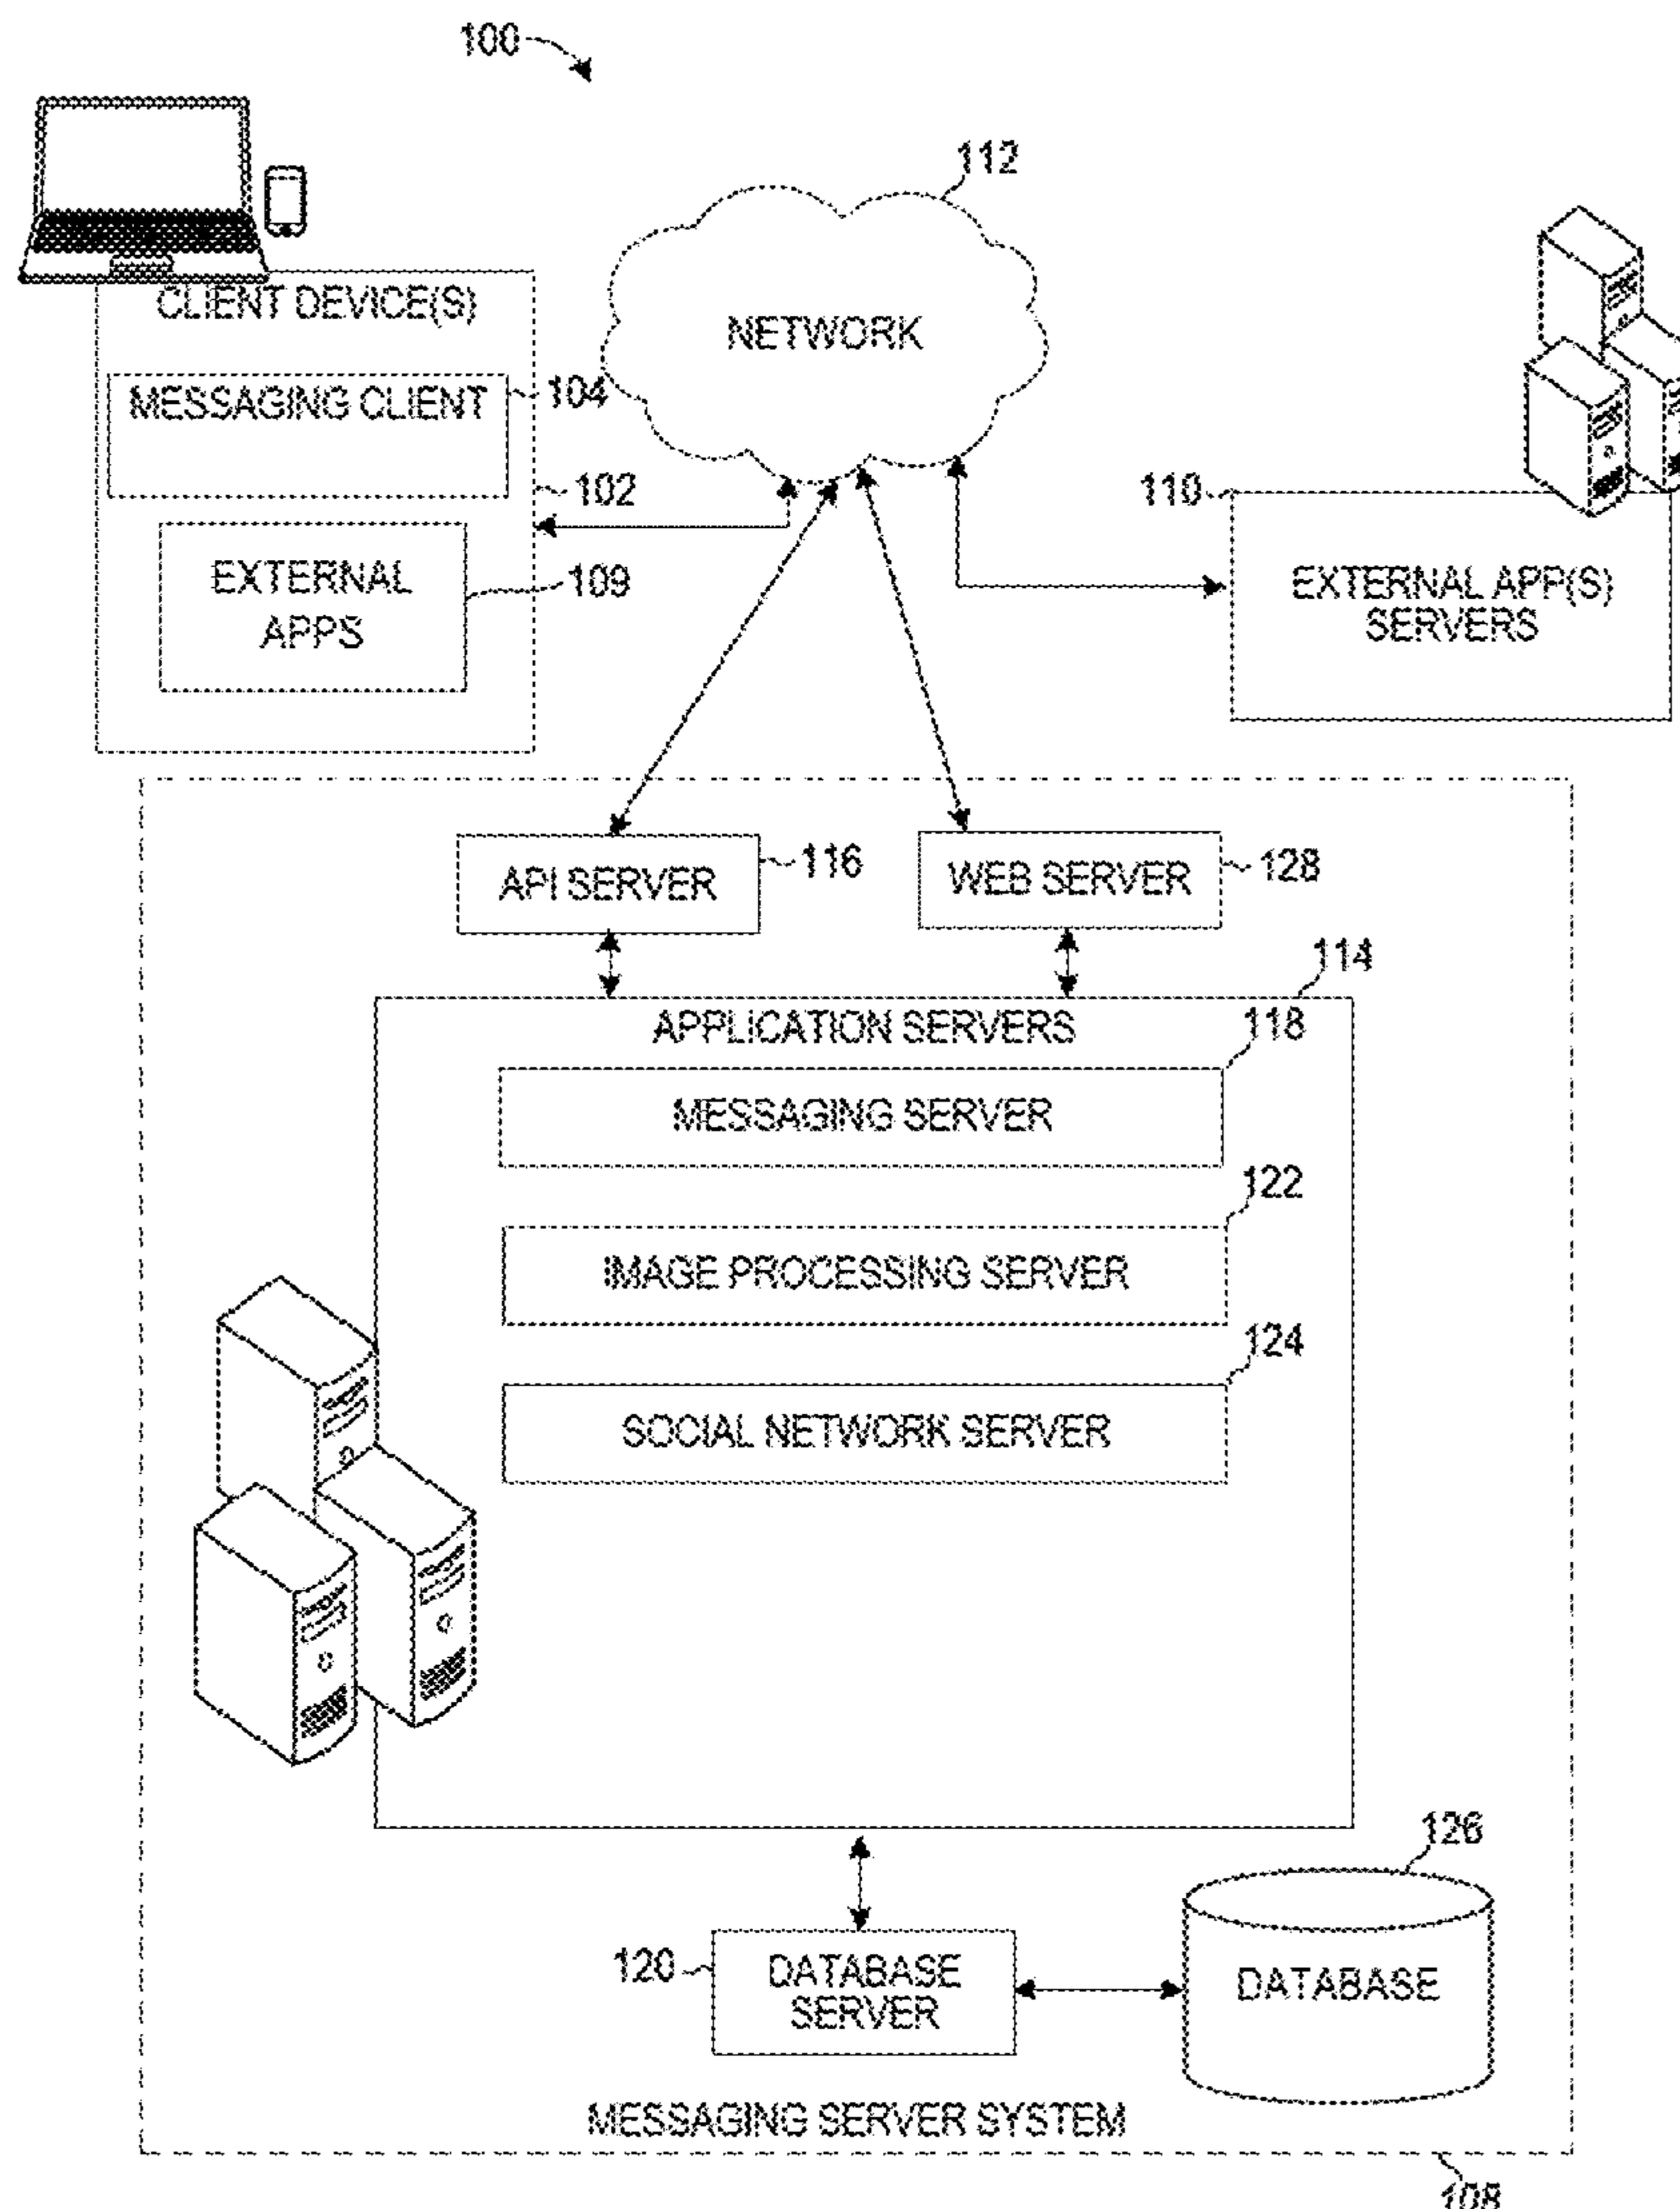 100
112
CLIENT DEVICE(S)
NETWORK
MESSAGING CLIENT
104
102
110
EXTERNAL
APPS
109
EXTERNAL APP(S)
SERVERS
API SERVER
116
WEB SERVER
128
114
APPLICATION SERVERS
118
MESSAGING SERVER
122
IMAGE PROCESSING SERVER
124
SOCIAL NETWORK SERVER
126
120
DATABASE
SERVER
DATABASE
MESSAGING SERVER SYSTEM
108